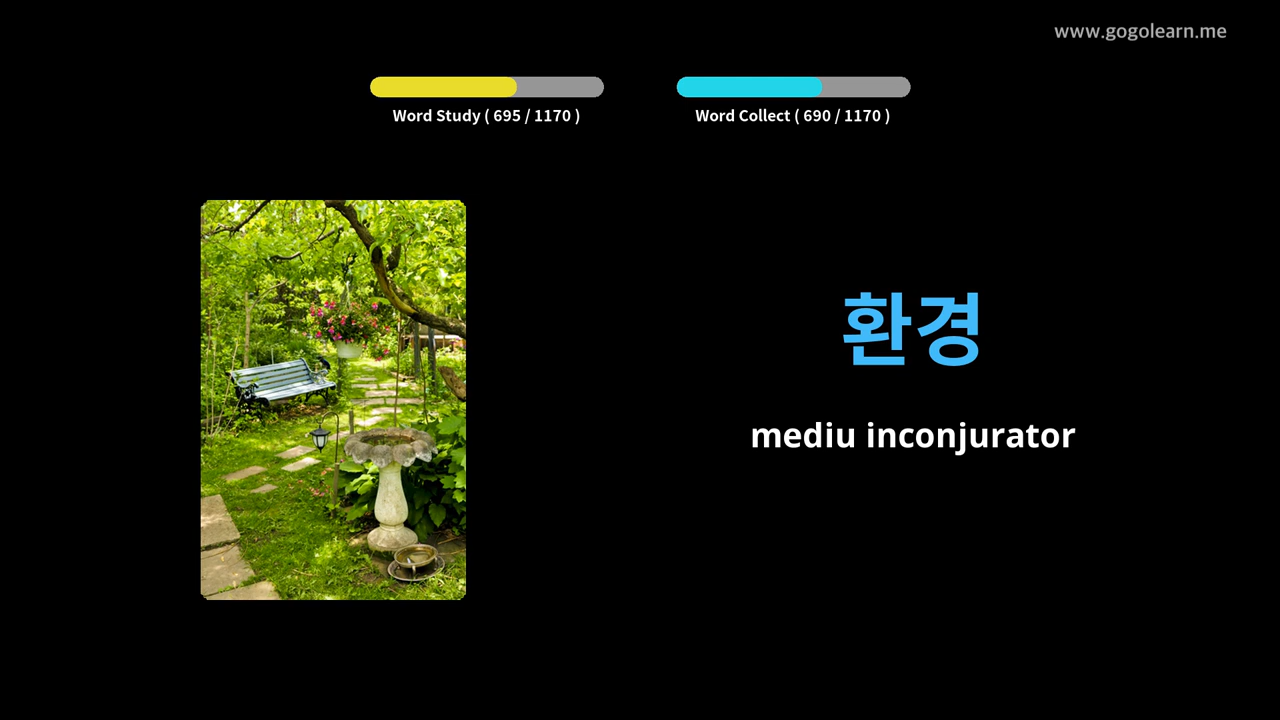 www.gogolearn.me
Word Study ( 695 / 1170 )
Word Collect ( 690 / 1170 )
환경
mediu inconjurator